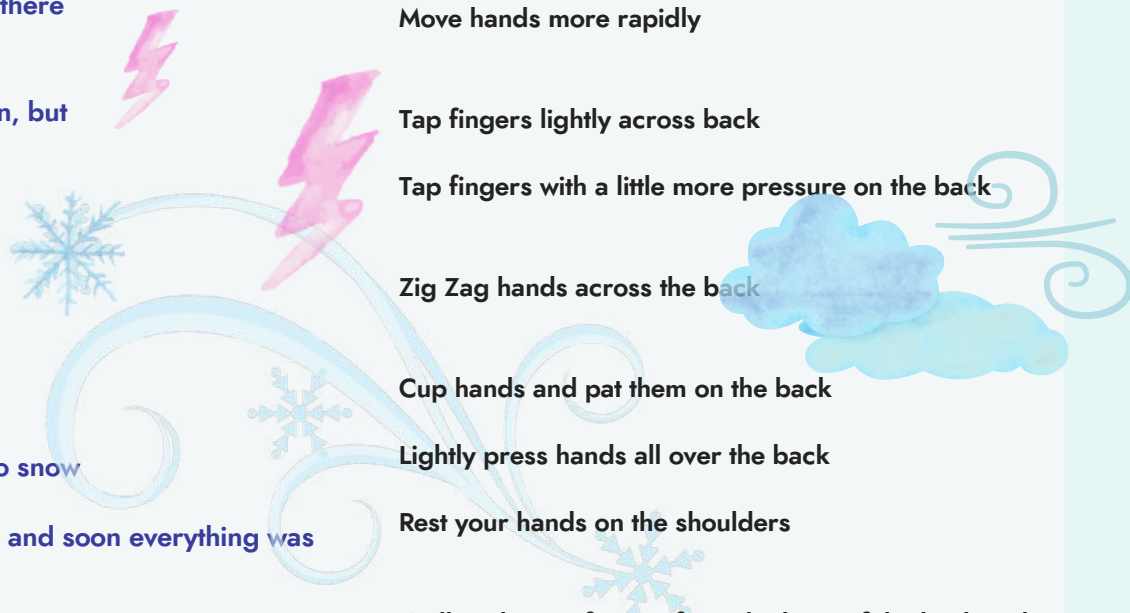 there
Move hands more rapidly
but
Tap fingers lightly across back
Tap fingers with a little more pressure on the back
Zig Zag hands across the back
Cup hands and pat them on the back
snow
Lightly press hands all over the back
Rest your hands on the shoulders
and soon everything was